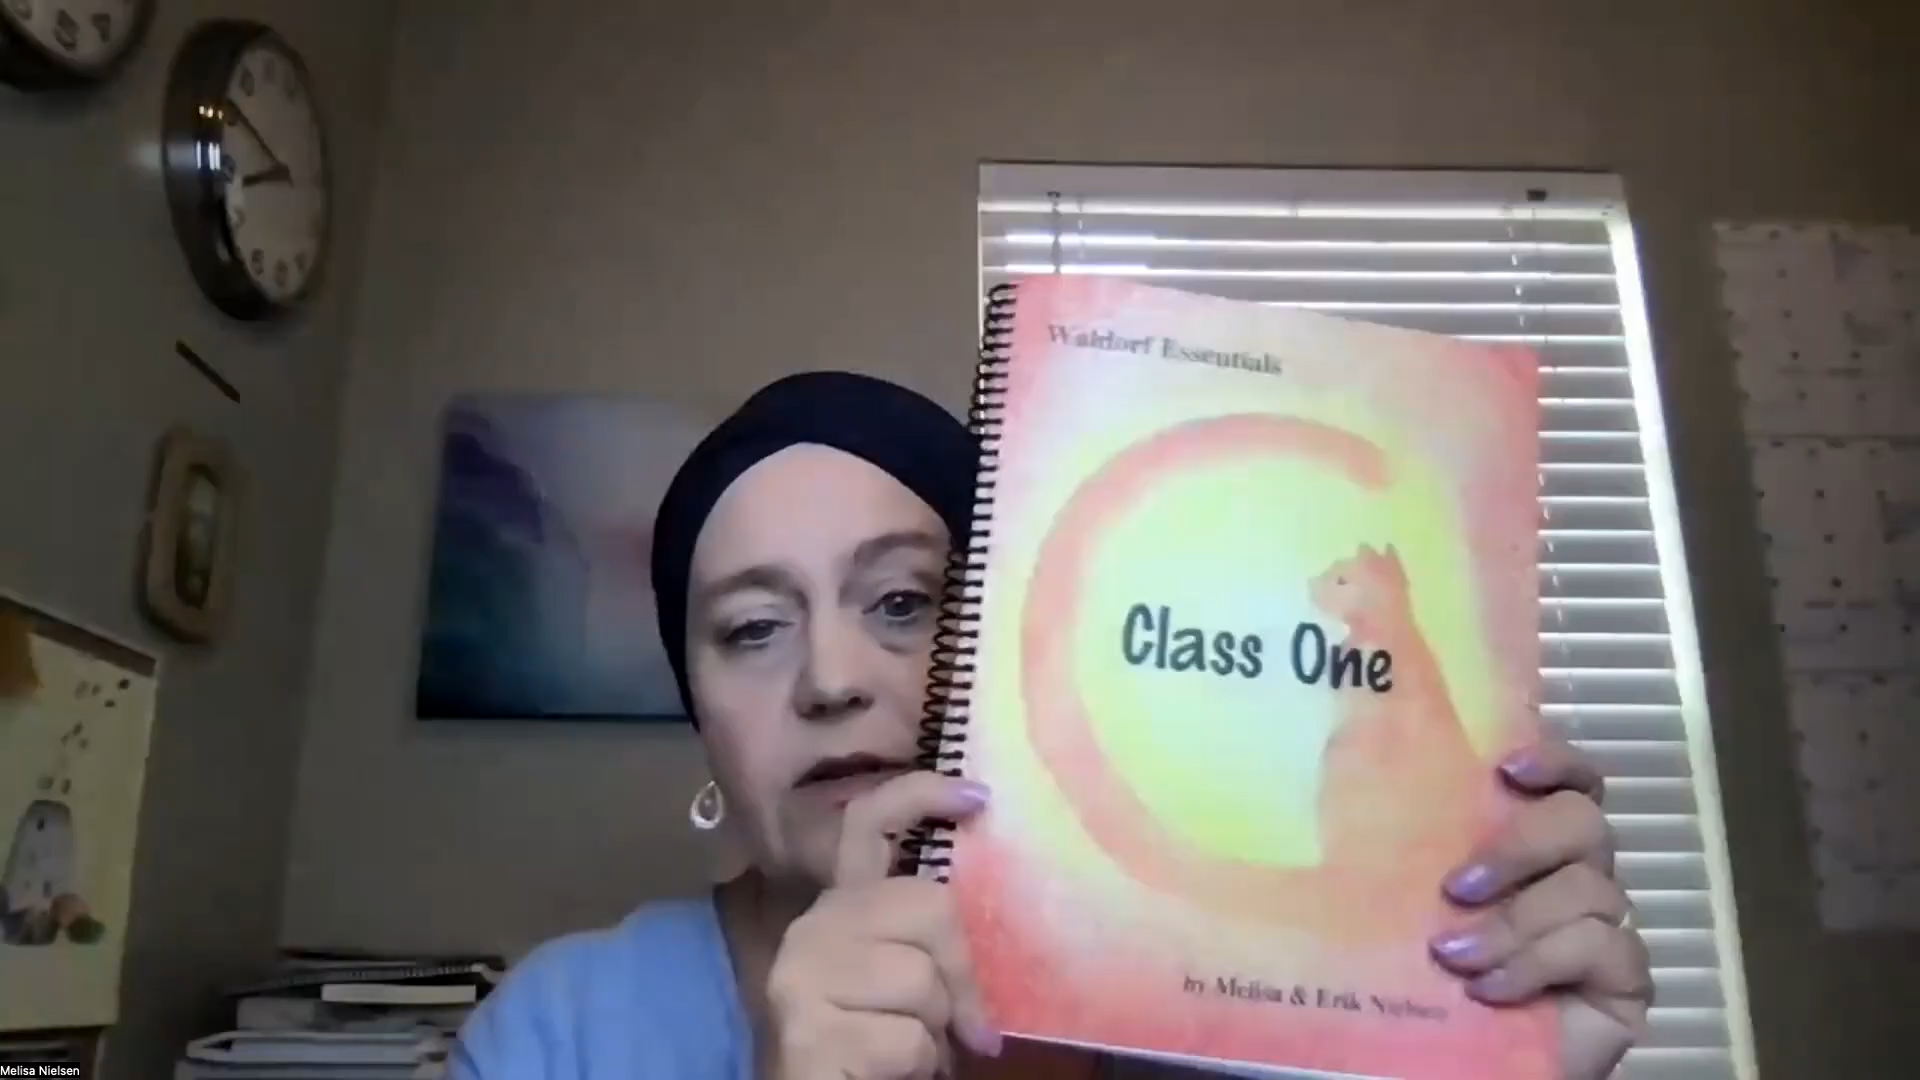 Waldorf Essentials
Class One
by Melisa & Erik Nielsen
Melisa Nielsen